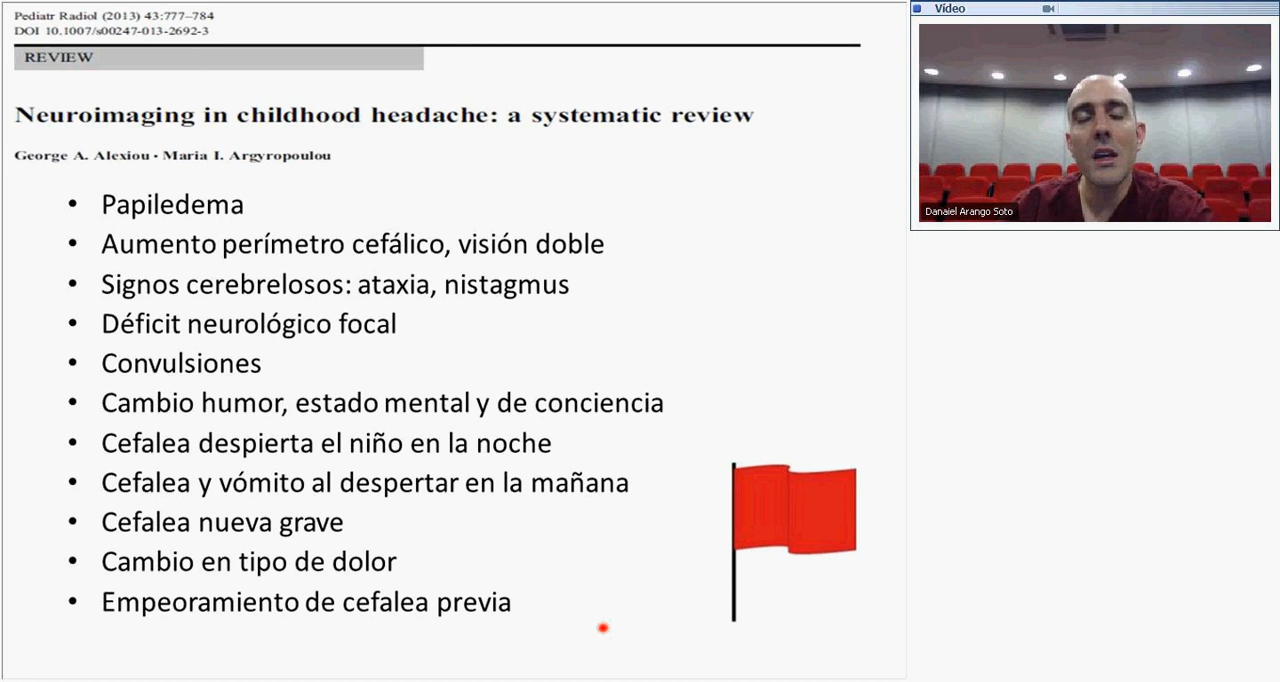 Pediatr Radiol (2013) 43:777–784
DOI 10.1007/s00247-013-2692-3
REVIEW
Neuroimaging in childhood headache: a systematic review
George A. Alexiou · Maria I. Argyropoulou
• Papiledema
• Aumento perímetro cefálico, visión doble
• Signos cerebrelosos: ataxia, nistagmus
• Déficit neurológico focal
• Convulsiones
• Cambio humor, estado mental y de conciencia
• Cefalea despierta el niño en la noche
• Cefalea y vómito al despertar en la mañana
• Cefalea nueva grave
• Cambio en tipo de dolor
• Empeoramiento de cefalea previa
Vídeo
Danaiel Arango Soto